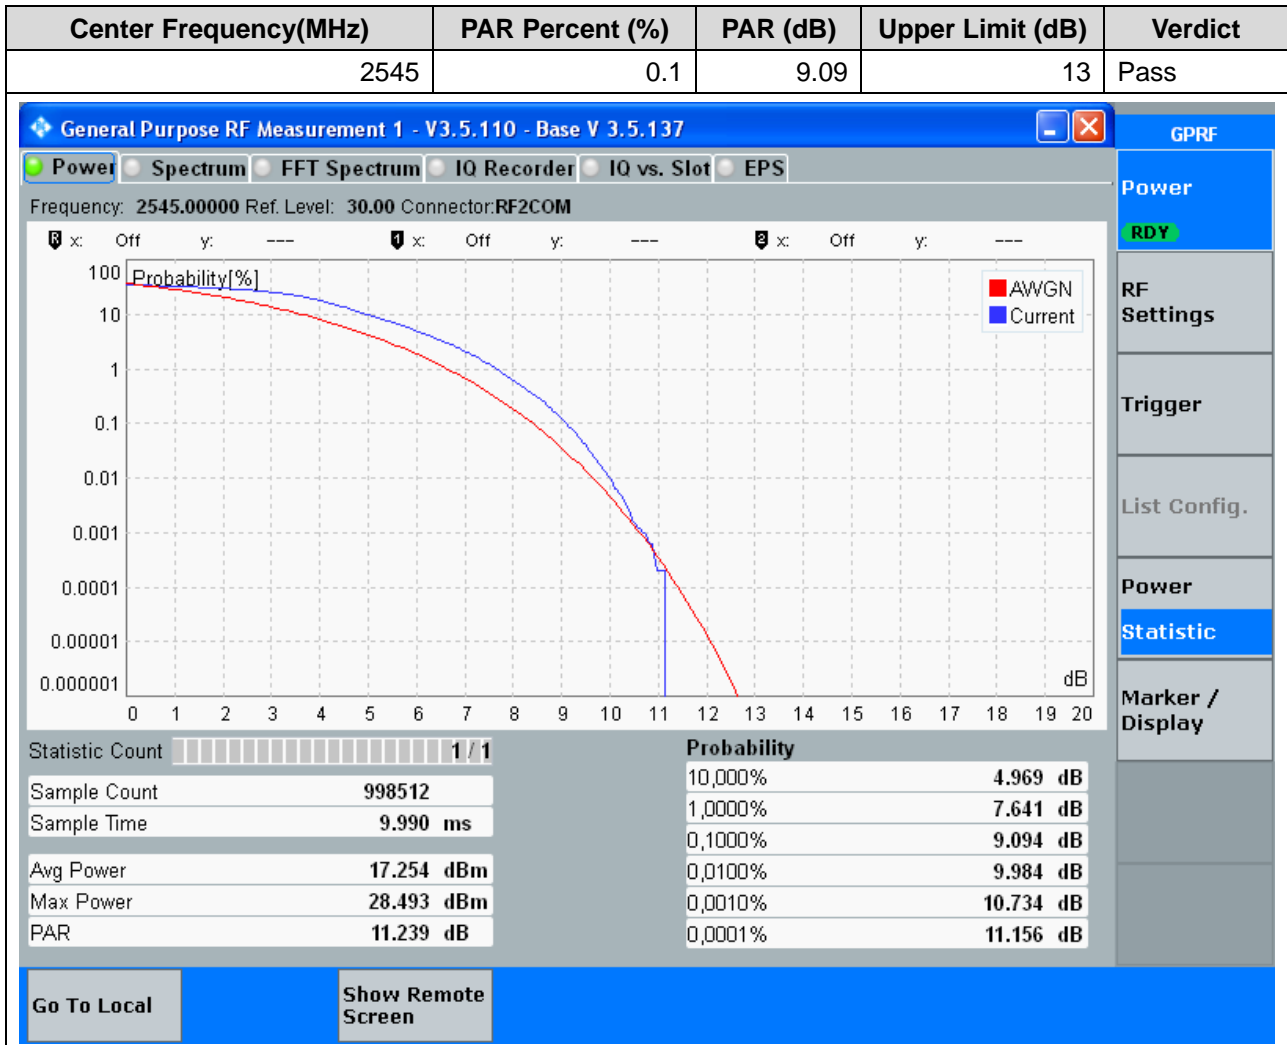 Center Frequency(MHz) PAR Percent (%) PAR (dB) Upper Limit (dB) Verdict
2545 0.1 9.09 13 Pass
General Purpose RF Measurement 1 - V3.5.110 - Base V 3.5.137
GPRF
Power Spectrum FFT Spectrum IQ Recorder IQ vs. Slot EPS
Power
RDY
Frequency: 2545.00000 Ref. Level: 30.00 Connector:RF2COM
R x: Off y: --- 1 x: Off y: --- 2 x: Off y: ---
Probability[%]
100
10
1
0.1
0.01
0.001
0.0001
0.00001
0.000001
AWGN
Current
dB
0 1 2 3 4 5 6 7 8 9 10 11 12 13 14 15 16 17 18 19 20
RF
Settings
Trigger
List Config.
Power
Statistic
Marker /
Display
Statistic Count 1 / 1
Sample Count 998512
Sample Time 9.990 ms
Avg Power 17.254 dBm
Max Power 28.493 dBm
PAR 11.239 dB
Probability
10,000% 4.969 dB
1,0000% 7.641 dB
0,1000% 9.094 dB
0,0100% 9.984 dB
0,0010% 10.734 dB
0,0001% 11.156 dB
Go To Local
Show Remote
Screen